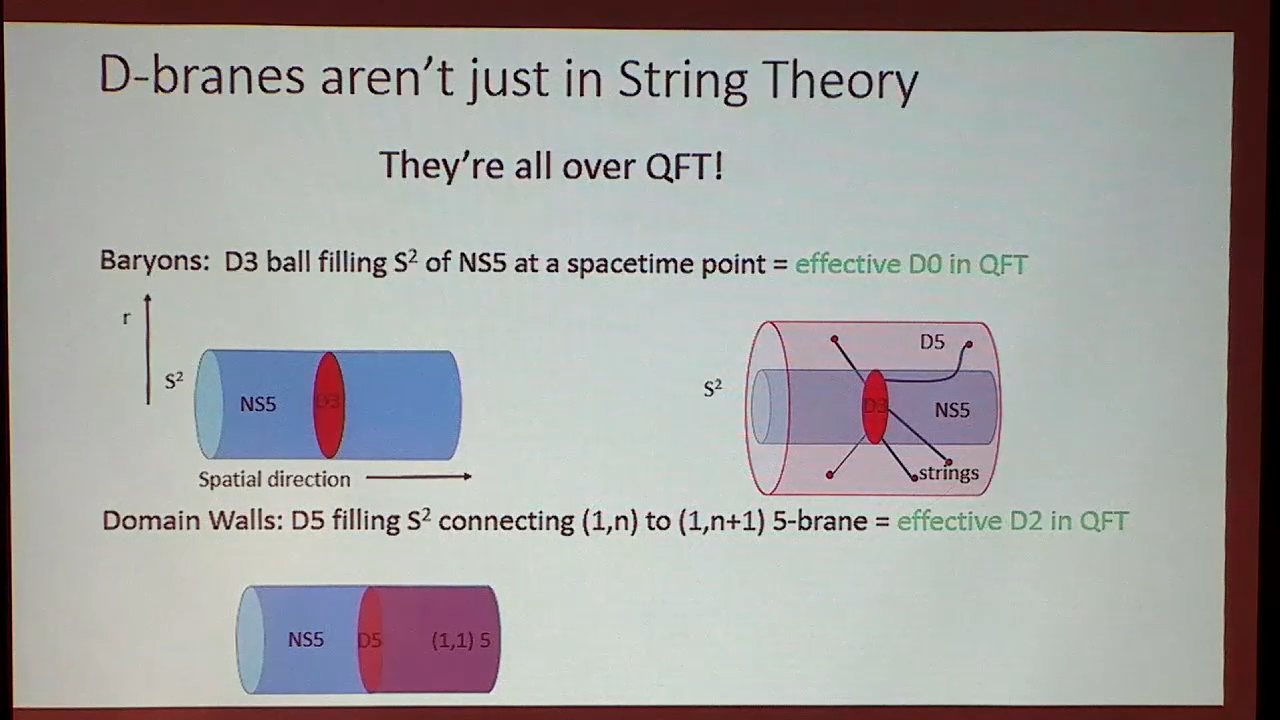 D-branes aren't just in String Theory
They're all over QFT!
Baryons: D3 ball filling S² of NS5 at a spacetime point = effective D0 in QFT
r
S²
NS5
D3
Spatial direction
S²
D5
D3
NS5
strings
Domain Walls: D5 filling S² connecting (1,n) to (1,n+1) 5-brane = effective D2 in QFT
NS5
D5
(1,1) 5